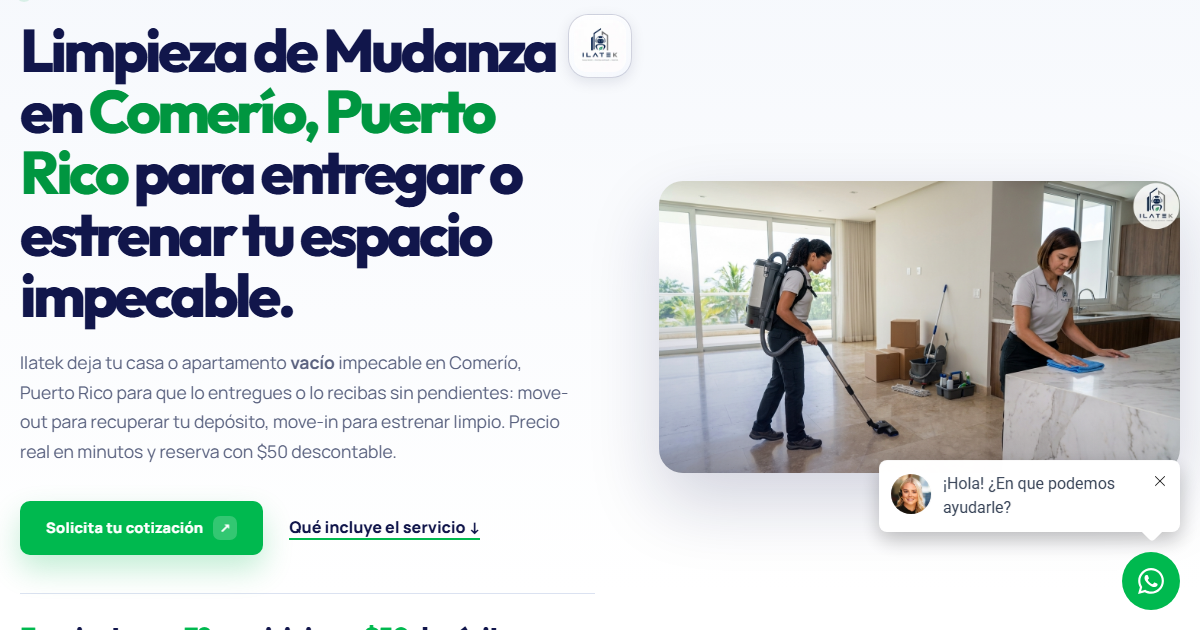 Limpieza de Mudanza
en Comerío, Puerto
Rico para entregar o
estrenar tu espacio
impecable.
ILATEK
Ilatek deja tu casa o apartamento vacío impecable en Comerío,
Puerto Rico para que lo entregues o lo recibas sin pendientes: move-
out para recuperar tu depósito, move-in para estrenar limpio. Precio
real en minutos y reserva con $50 descontable.
Solicita tu cotización ↗
Qué incluye el servicio ↓
ILATEK
¡Hola! ¿En que podemos
ayudarle?